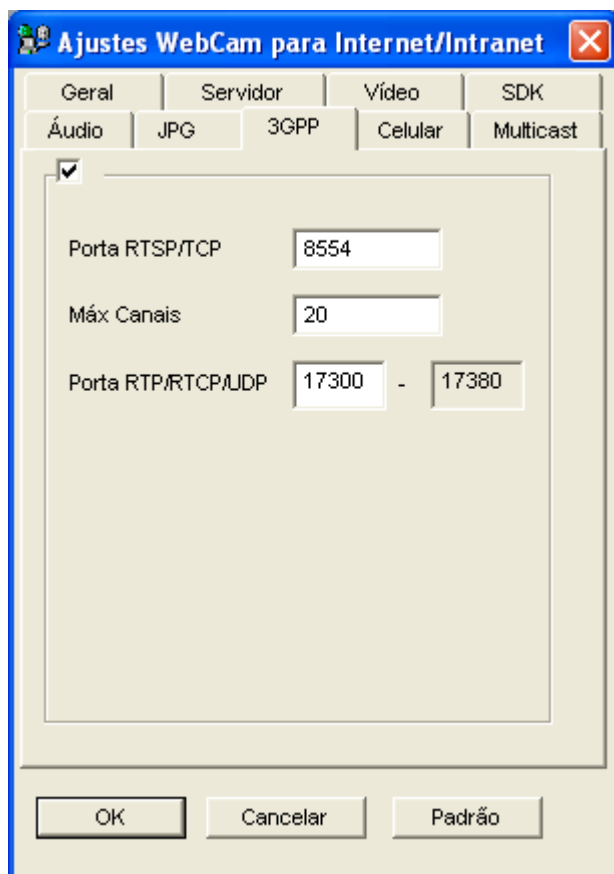 Ajustes WebCam para Internet/Intranet
Geral Servidor Vídeo SDK
Áudio JPG 3GPP Celular Multicast
Porta RTSP/TCP 8554
Máx Canais 20
Porta RTP/RTCP/UDP 17300 - 17380
OK Cancelar Padrão